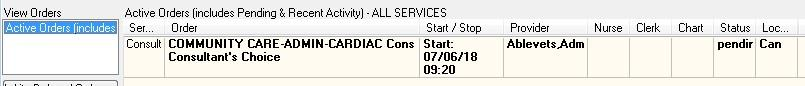 View Orders
Active Orders (includes Pending & Recent Activity) - ALL SERVICES
Active Orders (includes
Ser... Order Start / Stop Provider Nurse Clerk Chart Status Loc...
Consult COMMUNITY CARE-ADMIN-CARDIAC Cons Start: Ablevets,Adm pendir Can
Consultant's Choice 07/06/18
09:20